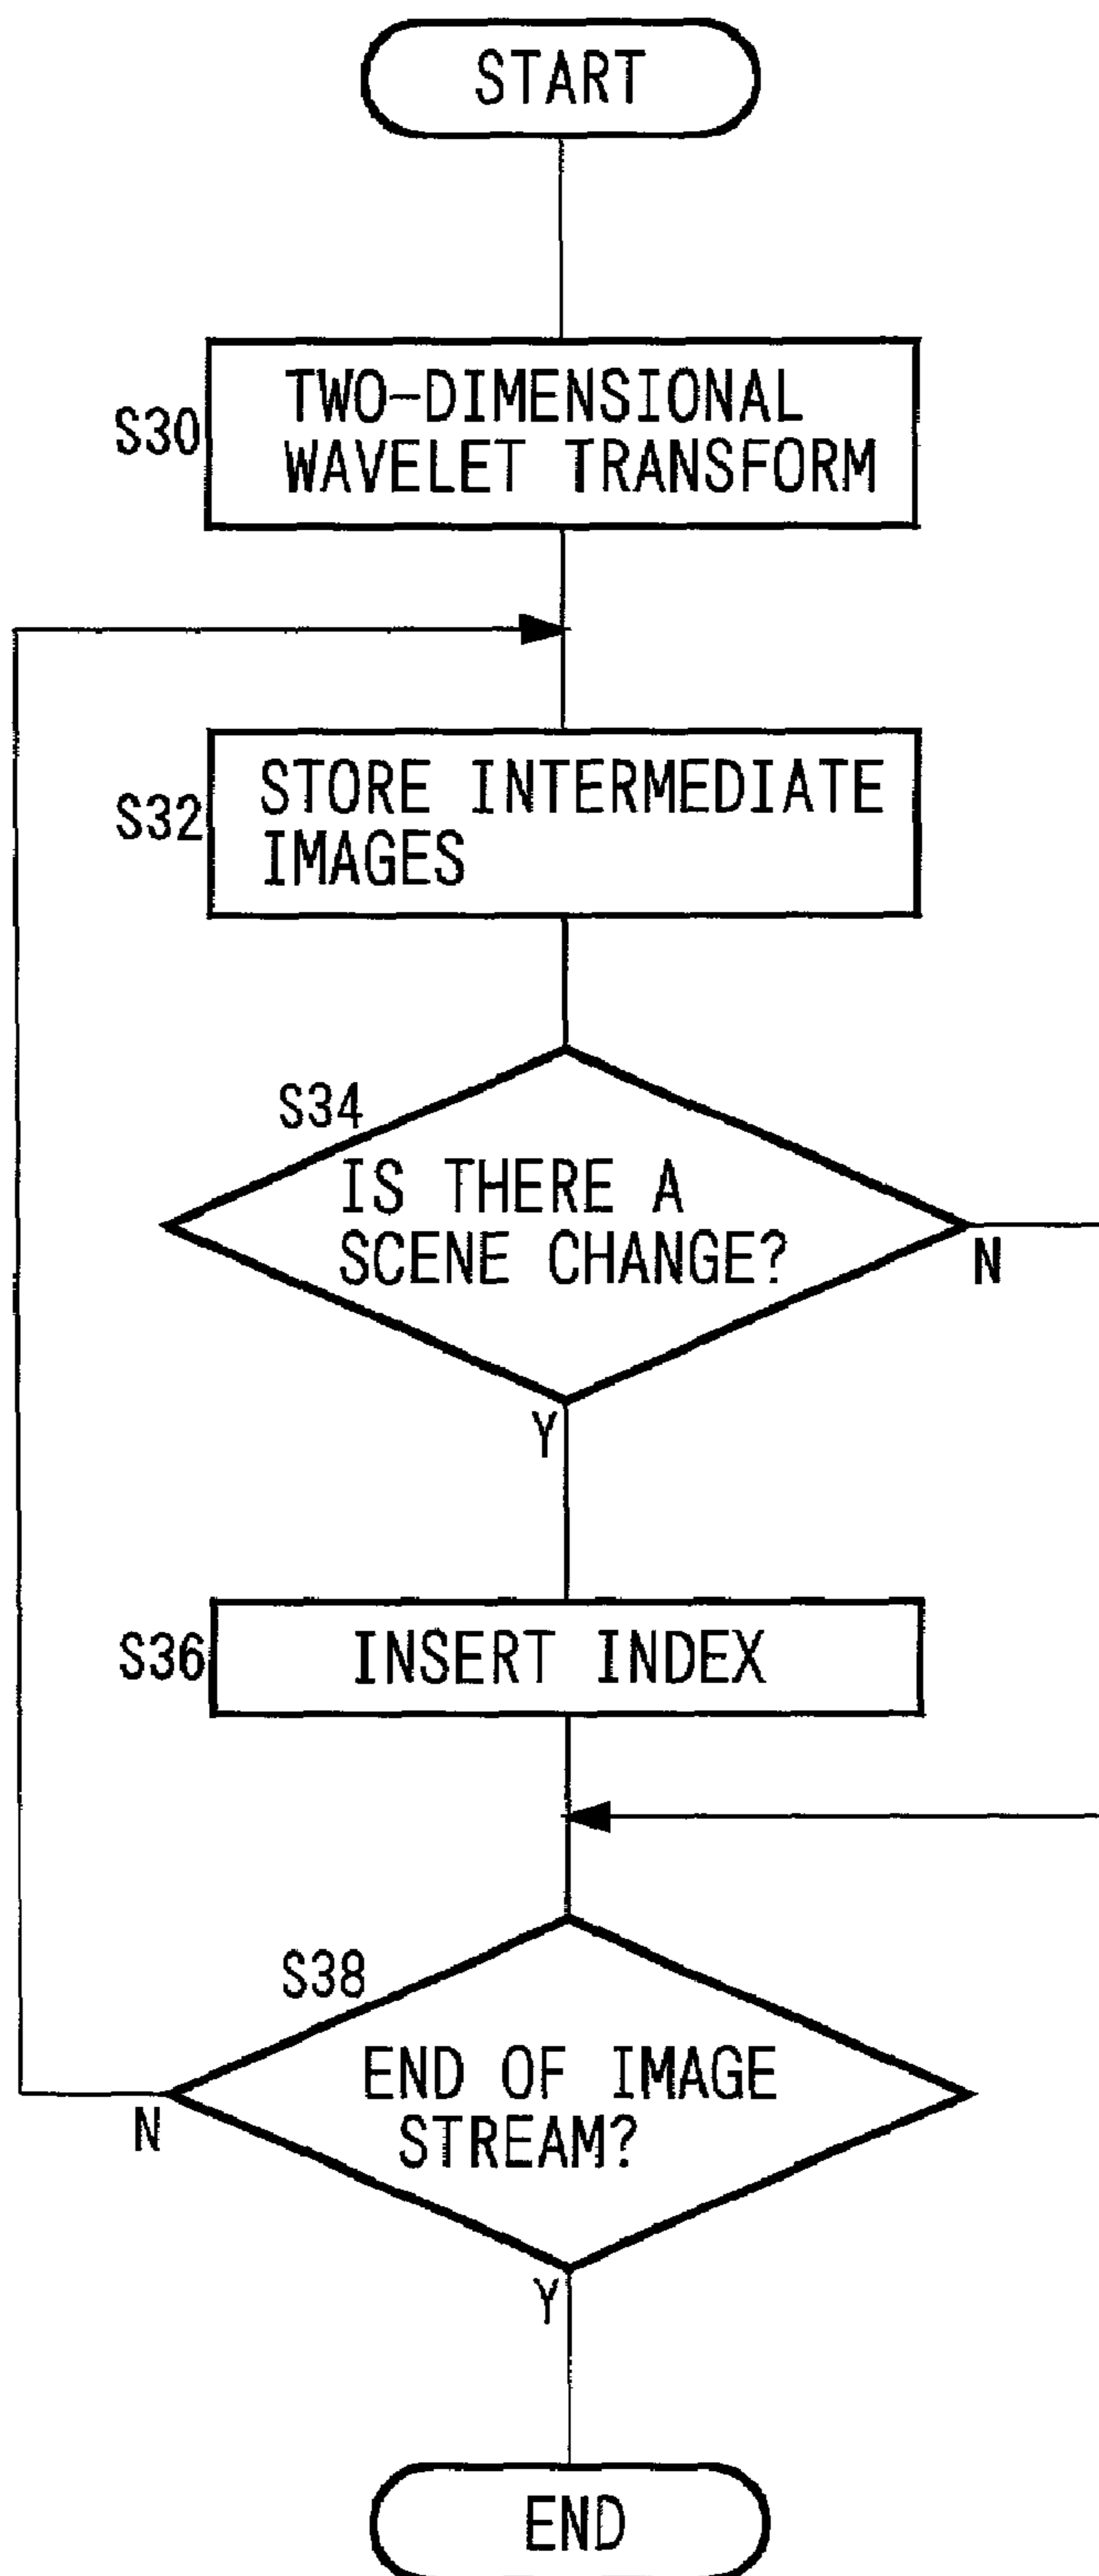 START
S30
TWO-DIMENSIONAL
WAVELET TRANSFORM
S32
STORE INTERMEDIATE
IMAGES
S34
IS THERE A
SCENE CHANGE?
N
Y
S36
INSERT INDEX
S38
END OF IMAGE
STREAM?
N
Y
END